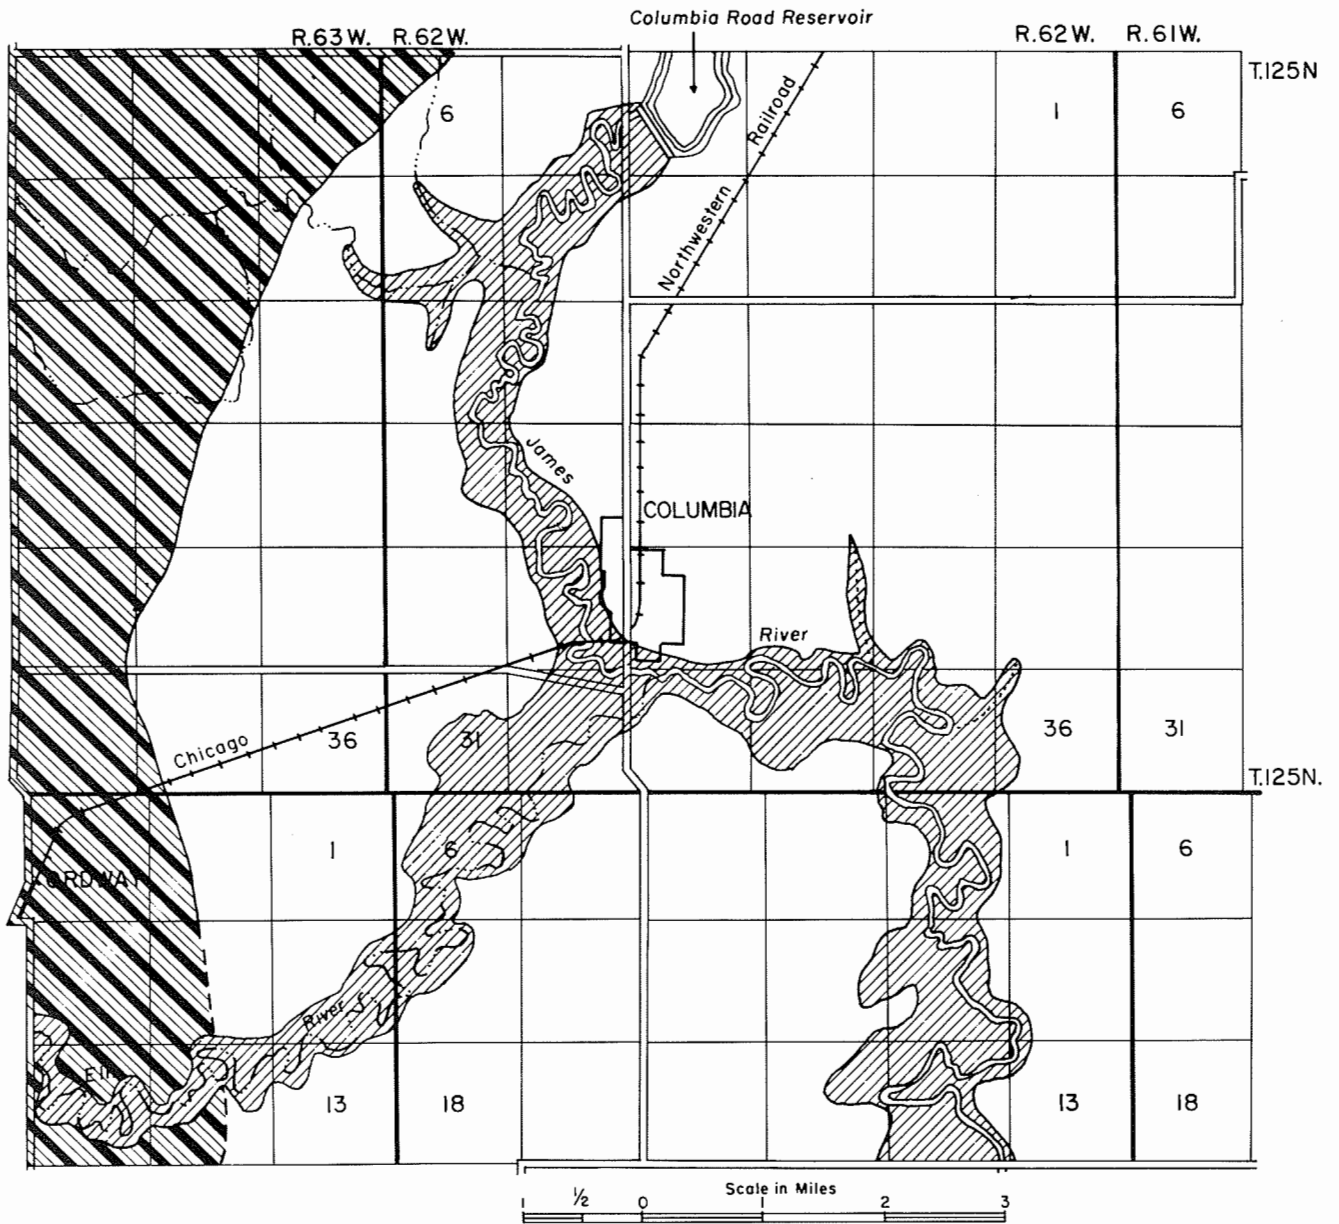 Columbia Road Reservoir
R.63W. R.62W. R.62W. R.61W.
T.125N
6 1 6
Railroad
Northwestern
James
COLUMBIA
River
36 31 36 31
Chicago
T.125N.
1 6 1 6
ORDWAY
River
Elm
13 18 13 18
Scale in Miles
1 ½ 0 1 2 3